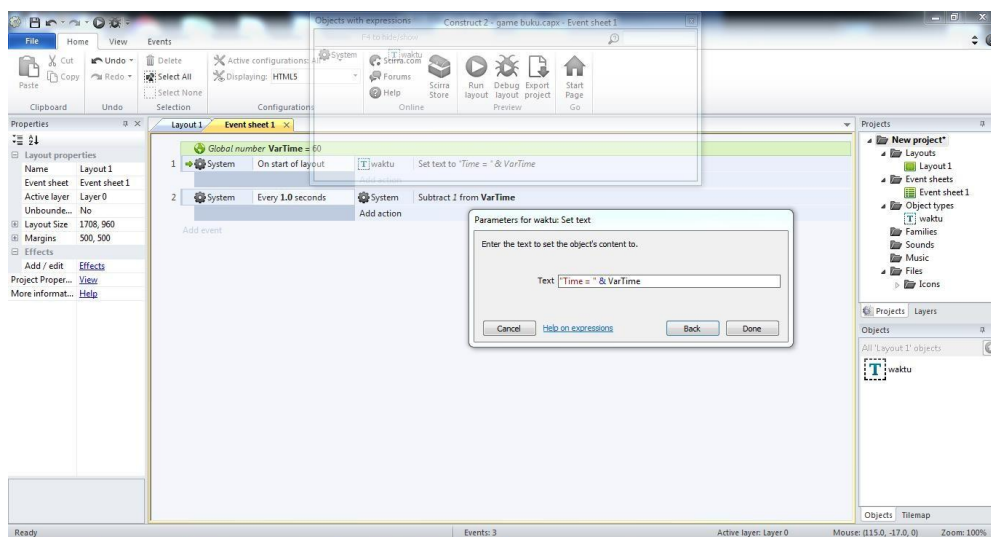 Objects with expressions
Construct 2 - game buku.capx - Event sheet 1
File Home View Events
F4 to hide/show
Paste
Cut
Copy
Clipboard
Undo
Redo
Undo
Delete
Select All
Select None
Selection
Active configurations: All
Displaying: HTML5
Configurations
System
waktu
Scirra.com
Forums
Help
Online
Scirra Store
Run layout
Debug layout
Export project
Preview
Start Page
Go
Properties
Layout properties
Name Layout 1
Event sheet Event sheet 1
Active layer Layer 0
Unbounde... No
Layout Size 1708, 960
Margins 500, 500
Effects
Add / edit Effects
Project Proper... View
More informat... Help
Layout 1 Event sheet 1
Global number VarTime = 60
1 System On start of layout T waktu Set text to "Time = " & VarTime
Add action
2 System Every 1.0 seconds System Subtract 1 from VarTime
Add action
Add event
Parameters for waktu: Set text
Enter the text to set the object's content to.
Text "Time = " & VarTime
Cancel Help on expressions Back Done
Projects
New project*
Layouts
Layout 1
Event sheets
Event sheet 1
Object types
T waktu
Families
Sounds
Music
Files
Icons
Projects Layers
Objects
All 'Layout 1' objects
T waktu
Objects Tilemap
Ready Events: 3 Active layer: Layer 0 Mouse: (115.0, -17.0, 0) Zoom: 100%